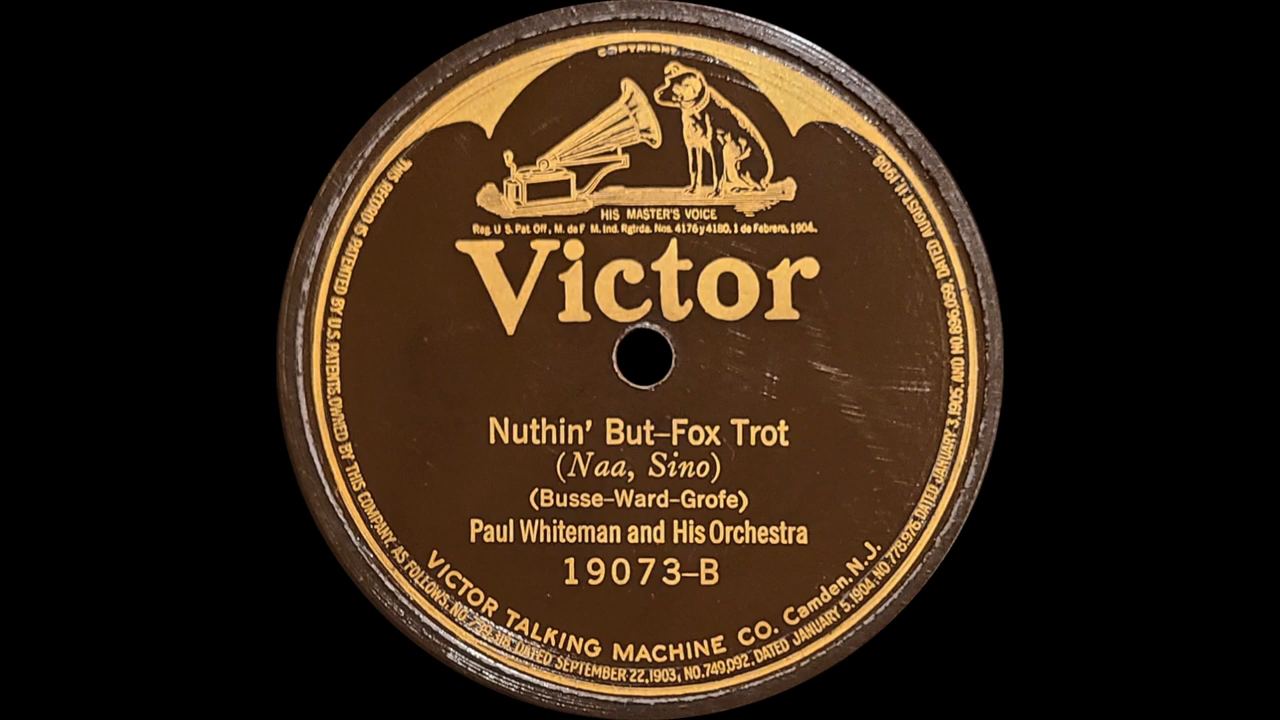 COPYRIGHT
HIS MASTER'S VOICE
Reg. U S. Pat. Off, M. de F M. Ind. Rgtrda. Nos. 4176 y 4180, 1 de Febrero, 1904.
Victor
Nuthin' But–Fox Trot
(Naa, Sino)
(Busse–Ward–Grofe)
Paul Whiteman and His Orchestra
19073–B
VICTOR TALKING MACHINE CO. Camden, N.J.
THIS RECORD IS PATENTED BY U.S. PATENTS, OWNED BY THIS COMPANY, AS FOLLOWS, NO. DATED SEPTEMBER 22, 1903, NO. 749,092, DATED JANUARY 5, 1904, NO. 778,976, DATED JANUARY 3, 1905, AND NO. 896,059, DATED AUGUST 11, 1908